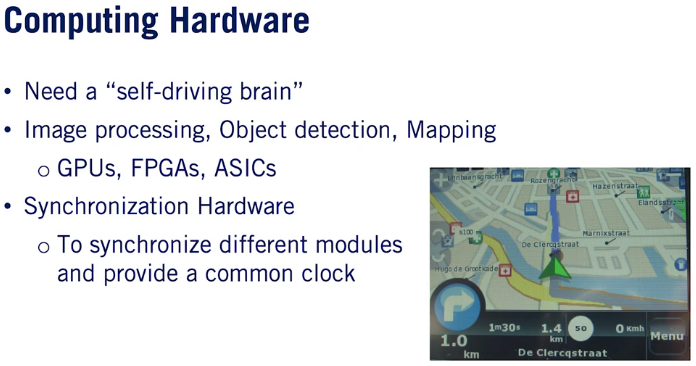 Computing Hardware
• Need a “self-driving brain”
• Image processing, Object detection, Mapping
o GPUs, FPGAs, ASICs
• Synchronization Hardware
o To synchronize different modules
and provide a common clock
Rozengracht
Hazenstraat
Elandsstraat
Marnixstraat
De Clercqstraat
Hugo de Grootkade
≤100 m
1m30s
1.4
km
50
0 Kmh
Menu
1.0
km
De Clercqstraat